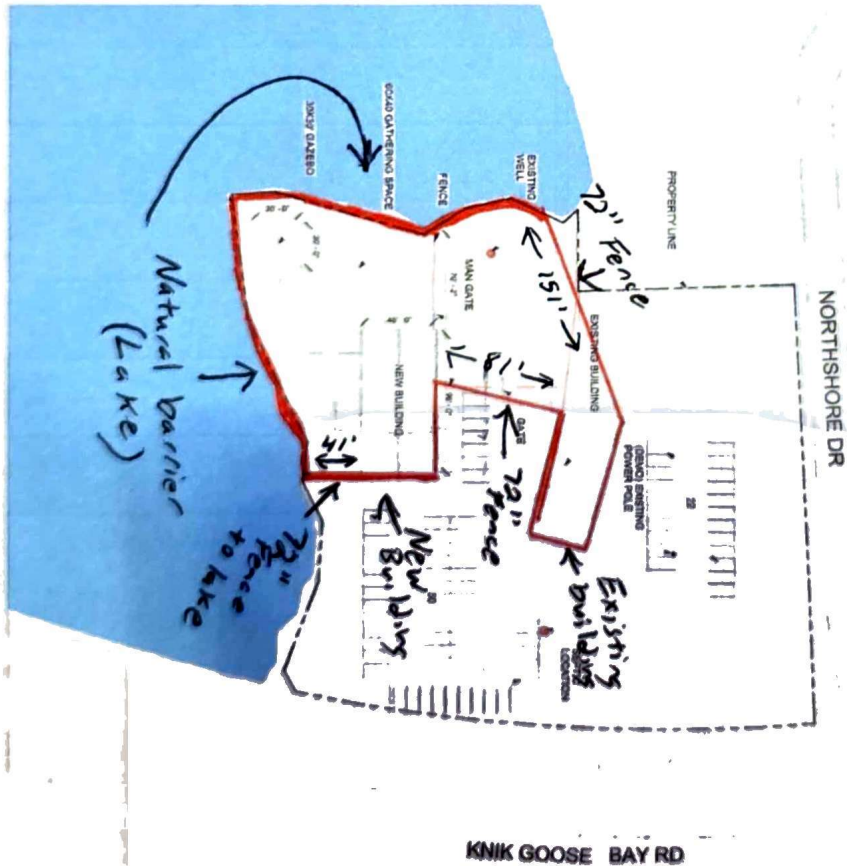 NORTHSHORE DR
PROPERTY LINE
EXISTING
WELL
FENCE
60X40 GATHERING SPACE
30X30' GAZEBO
72" Fence
151'
MAN GATE
EXISTING BUILDING
(DEMO) EXISTING
POWER POLE
22
NEW BUILDING
GATE
72"
Fence
Natural barrier
(Lake)
72"
Fence
to lake
New
Building
Existing
building
LOCATION
KNIK GOOSE BAY RD